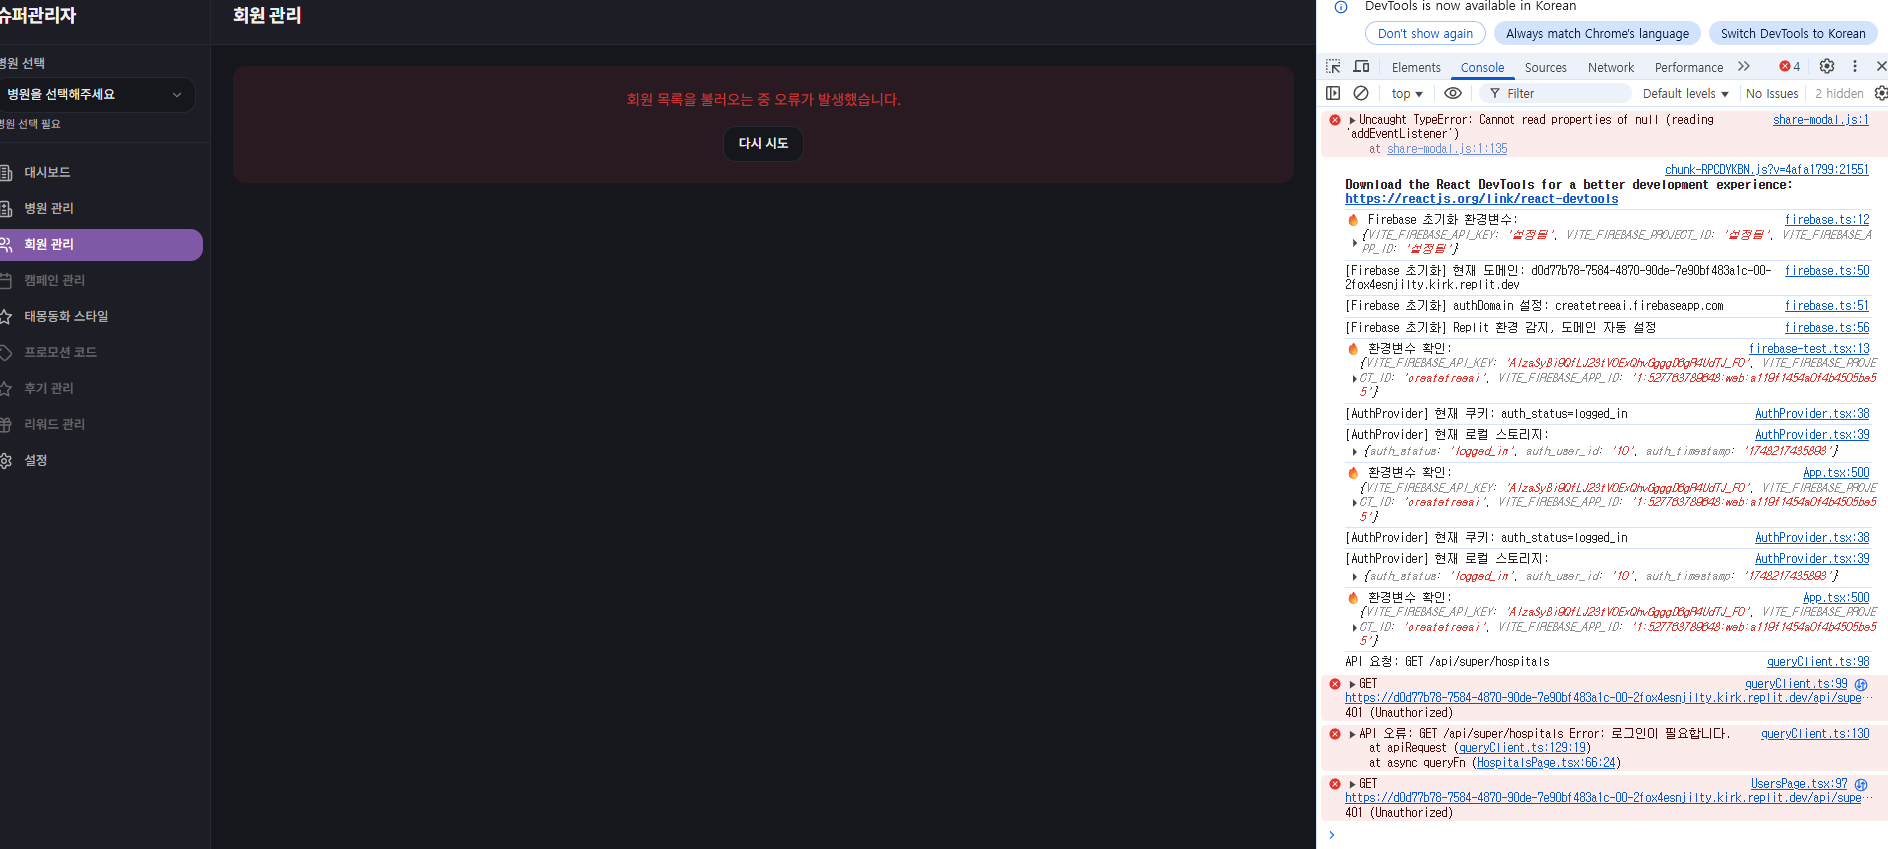 슈퍼관리자
병원 선택
병원을 선택해주세요
병원 선택 필요
대시보드
병원 관리
회원 관리
캠페인 관리
태몽동화 스타일
프로모션 코드
후기 관리
리워드 관리
설정
회원 관리
회원 목록을 불러오는 중 오류가 발생했습니다.
다시 시도
DevTools is now available in Korean
Don't show again
Always match Chrome's language
Switch DevTools to Korean
Elements Console Sources Network Performance 4
top Filter Default levels No Issues 2 hidden
Uncaught TypeError: Cannot read properties of null (reading share-modal.js:1
'addEventListener')
at share-modal.js:1:135
chunk-RPCDYKBN.js?v=4afa1799:21551
Download the React DevTools for a better development experience:
https://reactjs.org/link/react-devtools
🔥 Firebase 초기화 환경변수: firebase.ts:12
{VITE_FIREBASE_API_KEY: '설정됨', VITE_FIREBASE_PROJECT_ID: '설정됨', VITE_FIREBASE_A
PP_ID: '설정됨'}
[Firebase 초기화] 현재 도메인: d0d77b78-7584-4870-90de-7e90bf483a1c-00- firebase.ts:50
2fox4esnjilty.kirk.replit.dev
[Firebase 초기화] authDomain 설정: createtreeai.firebaseapp.com firebase.ts:51
[Firebase 초기화] Replit 환경 감지, 도메인 자동 설정 firebase.ts:56
🔥 환경변수 확인: firebase-test.tsx:13
{VITE_FIREBASE_API_KEY: VITE_FIREBASE_PROJE
CT_ID: 'createtreeai', VITE_FIREBASE_APP_ID: '1:527763789648:web:a119f1454a0f4b4505be5
5'}
[AuthProvider] 현재 쿠키: auth_status=logged_in AuthProvider.tsx:38
[AuthProvider] 현재 로컬 스토리지: AuthProvider.tsx:39
{auth_status: 'logged_in', auth_user_id: '10', auth_timestamp: '1748217435893'}
🔥 환경변수 확인: App.tsx:500
{VITE_FIREBASE_API_KEY: VITE_FIREBASE_PROJE
CT_ID: 'createtreeai', VITE_FIREBASE_APP_ID: '1:527763789648:web:a119f1454a0f4b4505be5
5'}
[AuthProvider] 현재 쿠키: auth_status=logged_in AuthProvider.tsx:38
[AuthProvider] 현재 로컬 스토리지: AuthProvider.tsx:39
{auth_status: 'logged_in', auth_user_id: '10', auth_timestamp: '1748217435893'}
🔥 환경변수 확인: App.tsx:500
{VITE_FIREBASE_API_KEY: VITE_FIREBASE_PROJE
CT_ID: 'createtreeai', VITE_FIREBASE_APP_ID: '1:527763789648:web:a119f1454a0f4b4505be5
5'}
API 요청: GET /api/super/hospitals queryClient.ts:98
GET queryClient.ts:99
https://d0d77b78-7584-4870-90de-7e90bf483a1c-00-2fox4esnjilty.kirk.replit.dev/api/supe…
401 (Unauthorized)
API 오류: GET /api/super/hospitals Error: 로그인이 필요합니다. queryClient.ts:130
at apiRequest (queryClient.ts:129:19)
at async queryFn (HospitalsPage.tsx:66:24)
GET UsersPage.tsx:97
https://d0d77b78-7584-4870-90de-7e90bf483a1c-00-2fox4esnjilty.kirk.replit.dev/api/supe…
401 (Unauthorized)